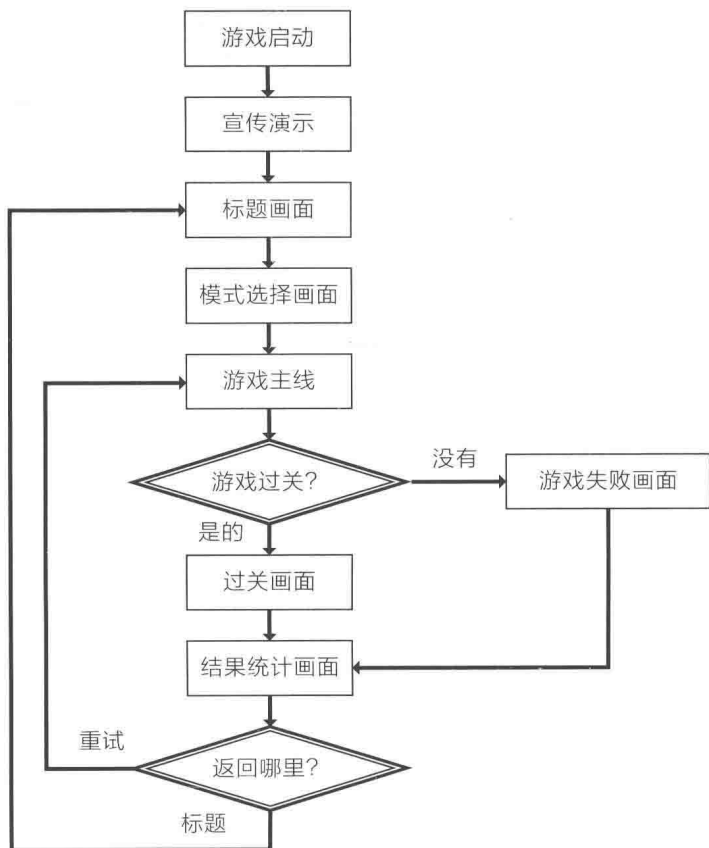 游戏启动
宣传演示
标题画面
模式选择画面
游戏主线
游戏过关?
没有
游戏失败画面
是的
过关画面
结果统计画面
重试
返回哪里?
标题